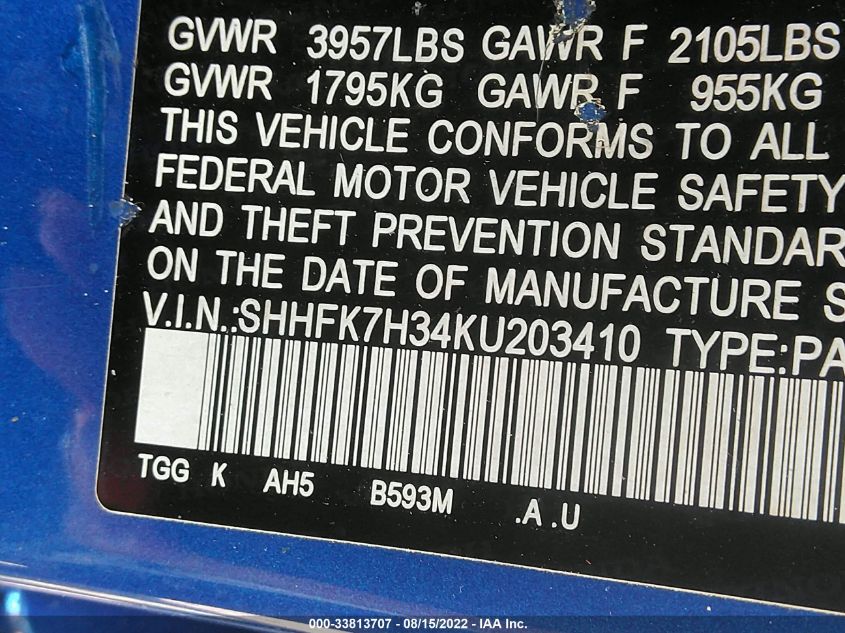 GVWR 3957LBS GAWR F 2105LBS
GVWR 1795KG GAWR F 955KG
THIS VEHICLE CONFORMS TO ALL
FEDERAL MOTOR VEHICLE SAFETY
AND THEFT PREVENTION STANDAR
ON THE DATE OF MANUFACTURE S
V.I.N.:SHHFK7H34KU203410 TYPE:PA
TGG K AH5 B593M .A .U
000-33813707 - 08/15/2022 - IAA Inc.